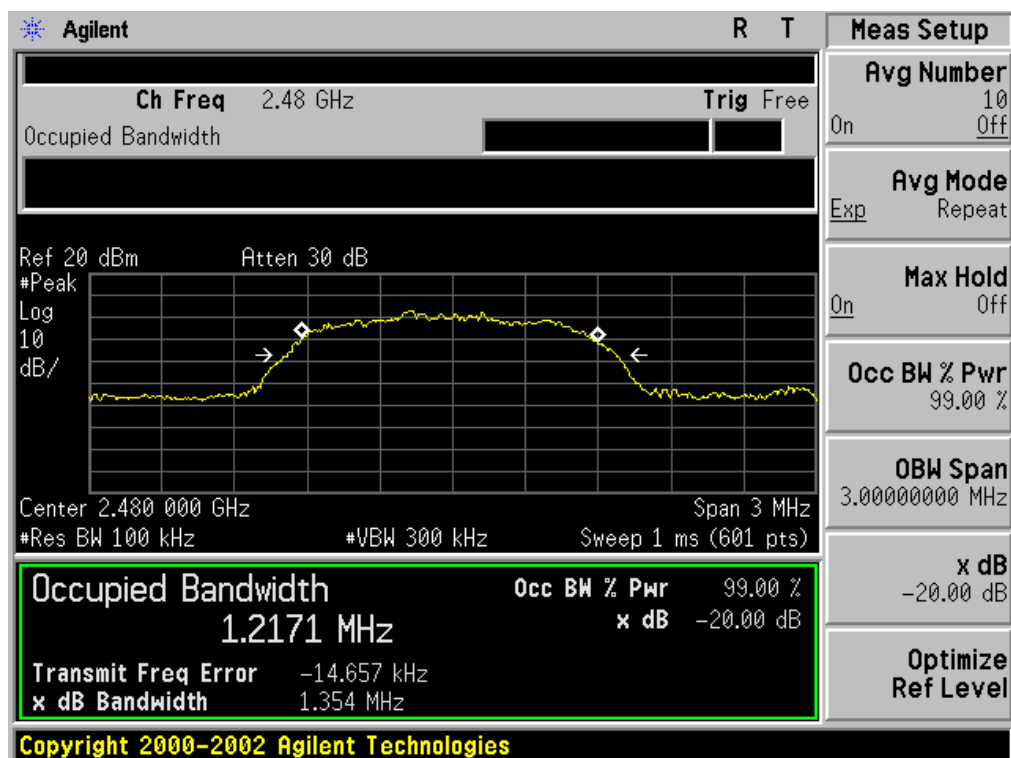 Agilent R T
Meas Setup
Ch Freq 2.48 GHz Trig Free
Occupied Bandwidth
Ref 20 dBm Atten 30 dB
#Peak
Log
10
dB/
Center 2.480 000 GHz Span 3 MHz
#Res BW 100 kHz #VBW 300 kHz Sweep 1 ms (601 pts)
Occupied Bandwidth Occ BW % Pwr 99.00 %
1.2171 MHz x dB -20.00 dB
Transmit Freq Error -14.657 kHz
x dB Bandwidth 1.354 MHz
Avg Number
10
On Off
Avg Mode
Exp Repeat
Max Hold
On Off
Occ BW % Pwr
99.00 %
OBW Span
3.00000000 MHz
x dB
-20.00 dB
Optimize
Ref Level
Copyright 2000-2002 Agilent Technologies